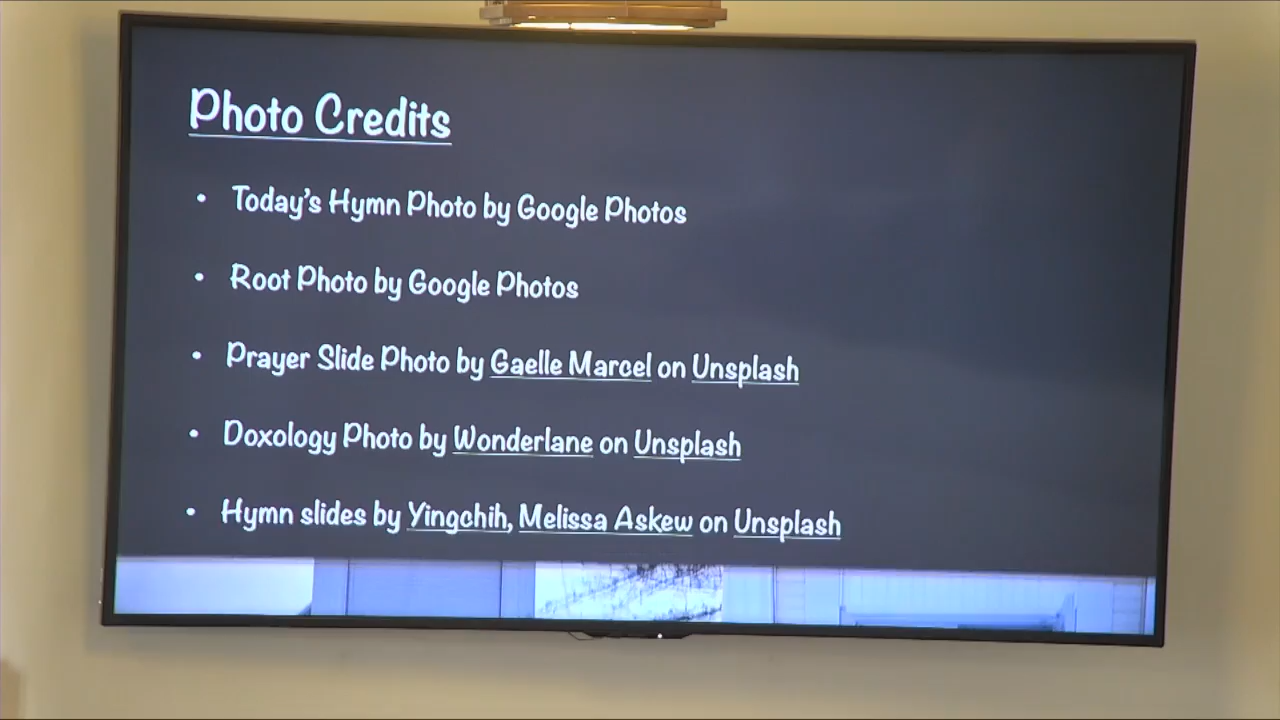 Photo Credits
• Today's Hymn Photo by Google Photos
• Root Photo by Google Photos
• Prayer Slide Photo by Gaelle Marcel on Unsplash
• Doxology Photo by Wonderlane on Unsplash
• Hymn slides by Yingchih, Melissa Askew on Unsplash